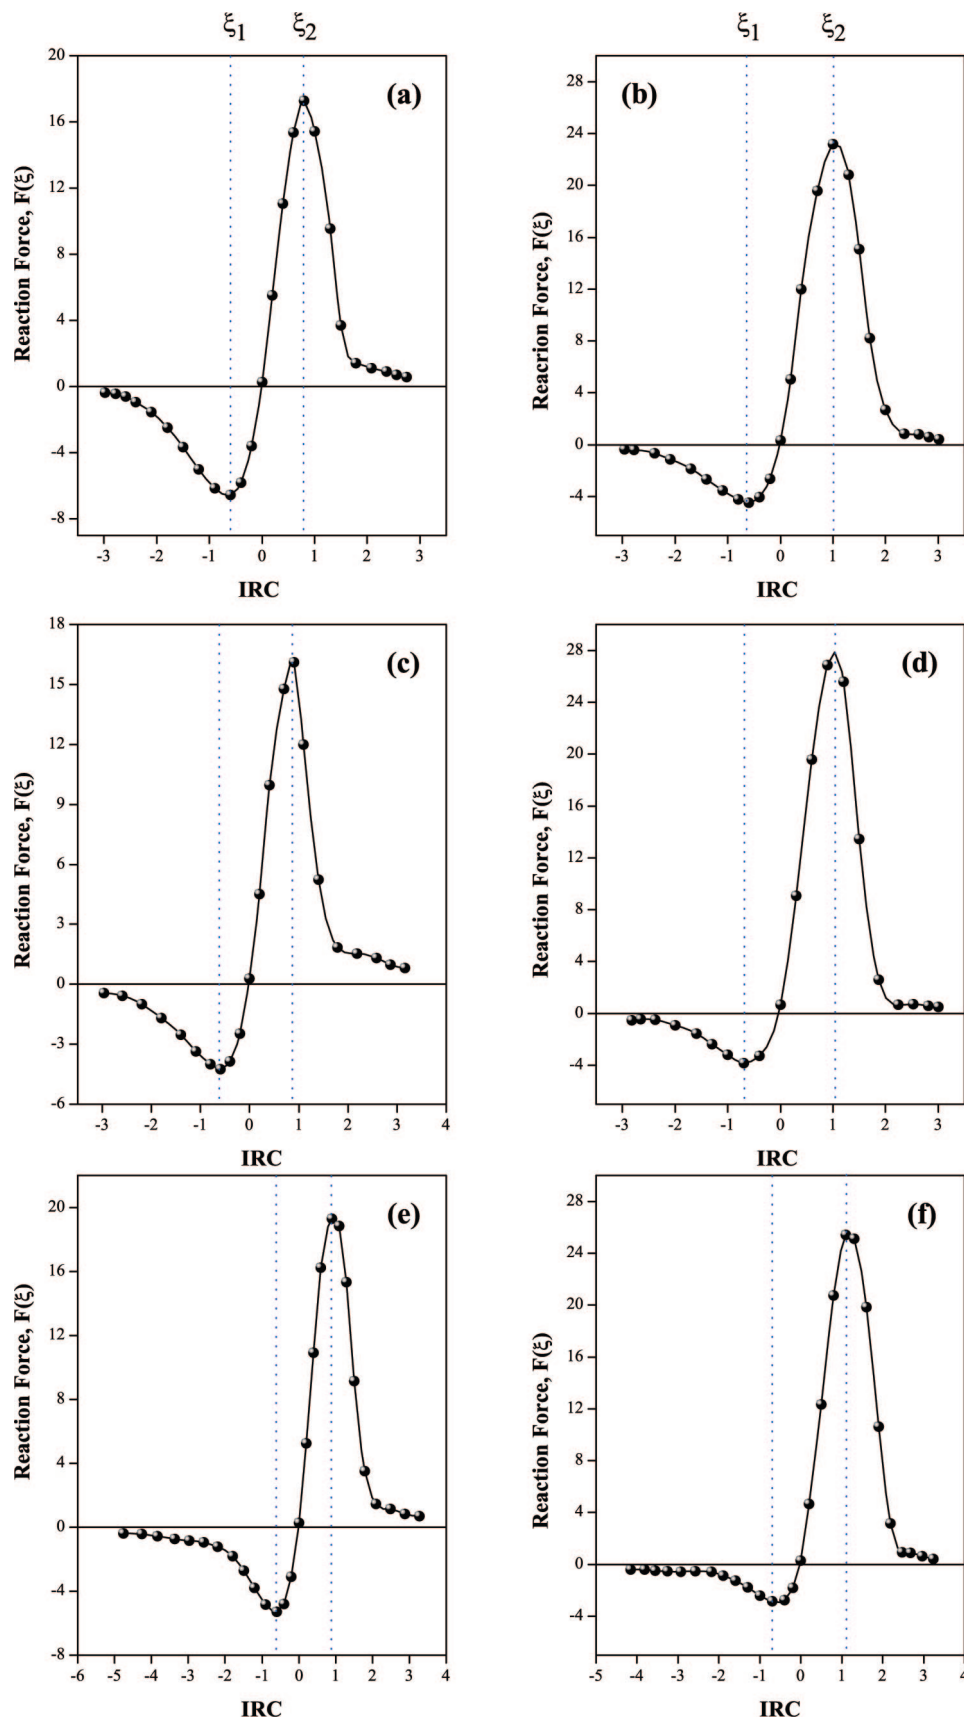 ξ1 ξ2 ξ1 ξ2
(a)
20
16
12
8
4
0
-4
-8
Reaction Force, F(ξ)
-3 -2 -1 0 1 2 3
IRC
(b)
28
24
20
16
12
8
4
0
-4
Reacrion Force, F(ξ)
-3 -2 -1 0 1 2 3
IRC
(c)
18
15
12
9
6
3
0
-3
-6
Reaction Force, F(ξ)
-3 -2 -1 0 1 2 3 4
IRC
(d)
28
24
20
16
12
8
4
0
-4
Reaction Force, F(ξ)
-3 -2 -1 0 1 2 3
IRC
(e)
20
16
12
8
4
0
-4
-8
Reaction Force, F(ξ)
-6 -5 -4 -3 -2 -1 0 1 2 3 4
IRC
(f)
28
24
20
16
12
8
4
0
-4
Reaction Force, F(ξ)
-5 -4 -3 -2 -1 0 1 2 3 4
IRC